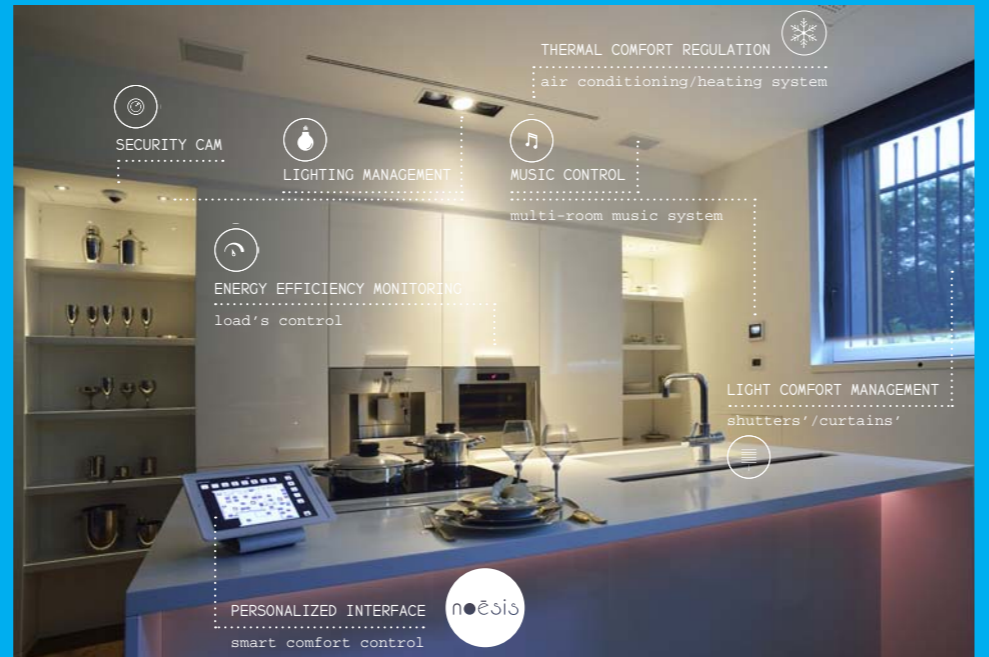 THERMAL COMFORT REGULATION
air conditioning/heating system
SECURITY CAM
LIGHTING MANAGEMENT
MUSIC CONTROL
multi-room music system
ENERGY EFFICIENCY MONITORING
load's control
LIGHT COMFORT MANAGEMENT
shutters'/curtains'
PERSONALIZED INTERFACE
smart comfort control
noēsis